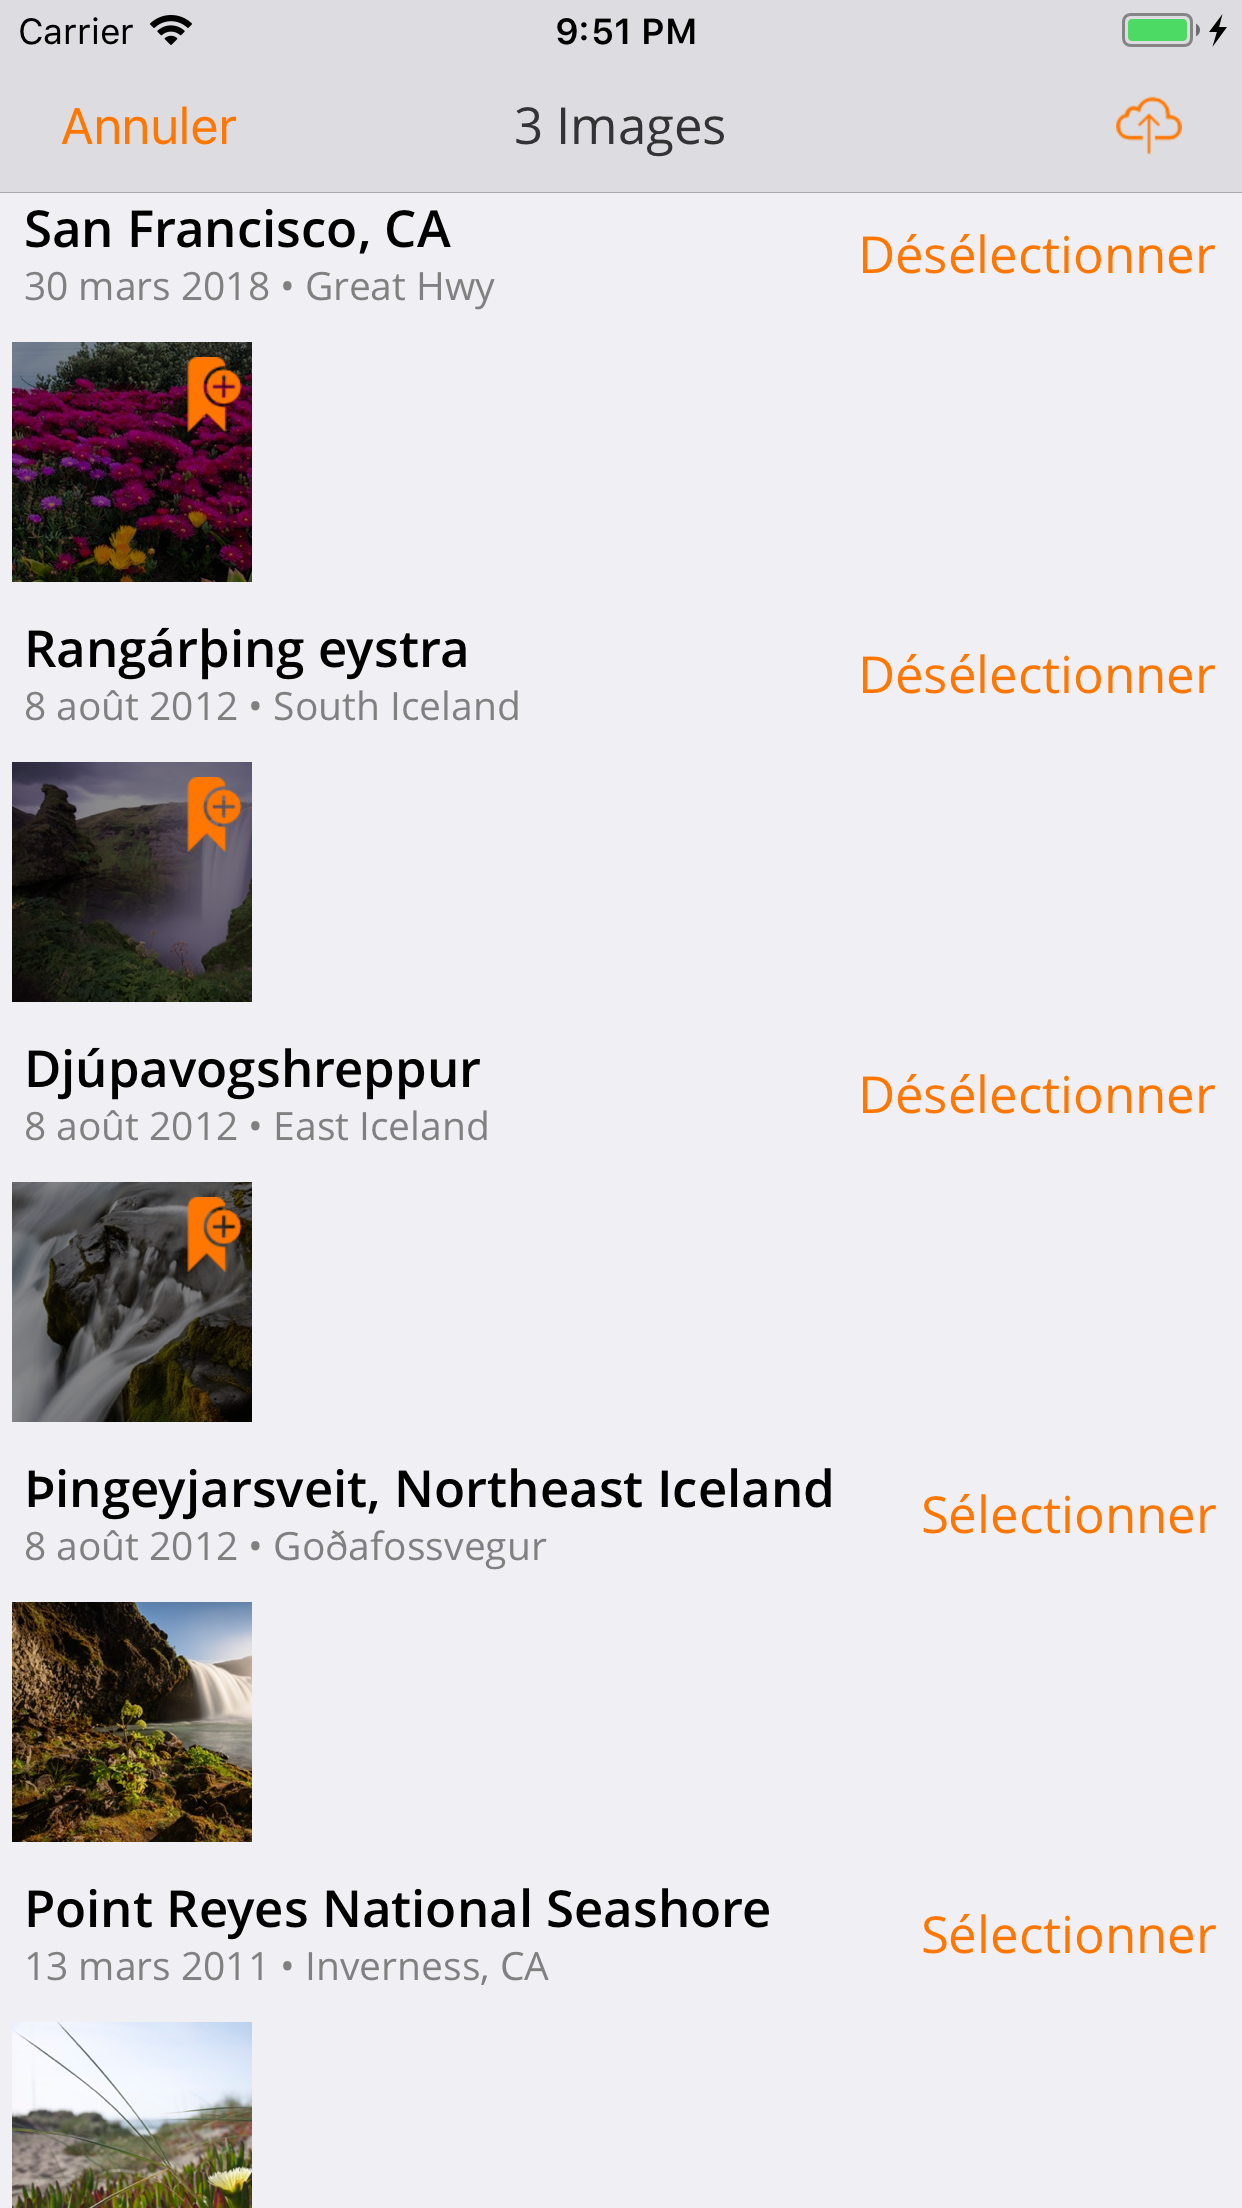 Carrier 9:51 PM
Annuler 3 Images
San Francisco, CA
Désélectionner
30 mars 2018 • Great Hwy
Rangárþing eystra
Désélectionner
8 août 2012 • South Iceland
Djúpavogshreppur
Désélectionner
8 août 2012 • East Iceland
Þingeyjarsveit, Northeast Iceland
Sélectionner
8 août 2012 • Goðafossvegur
Point Reyes National Seashore
Sélectionner
13 mars 2011 • Inverness, CA